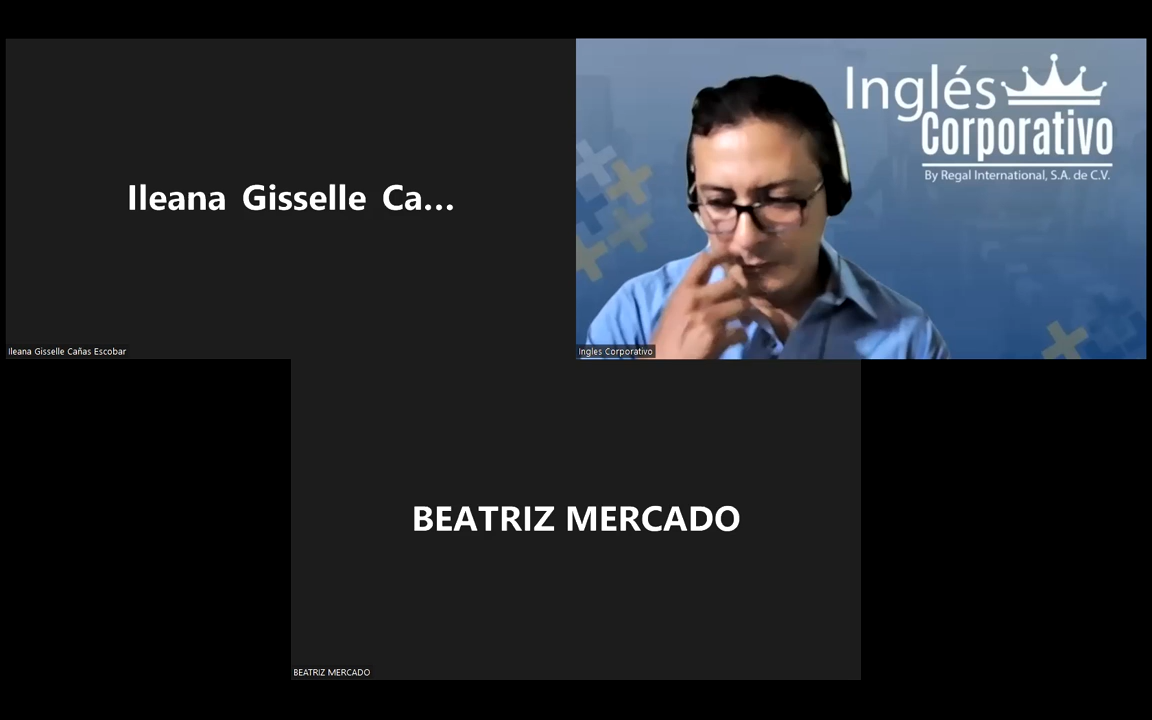 Ileana Gisselle Ca...
Ileana Gisselle Cañas Escobar
Inglés
Corporativo
By Regal International, S.A. de C.V.
Ingles Corporativo
BEATRIZ MERCADO
BEATRIZ MERCADO